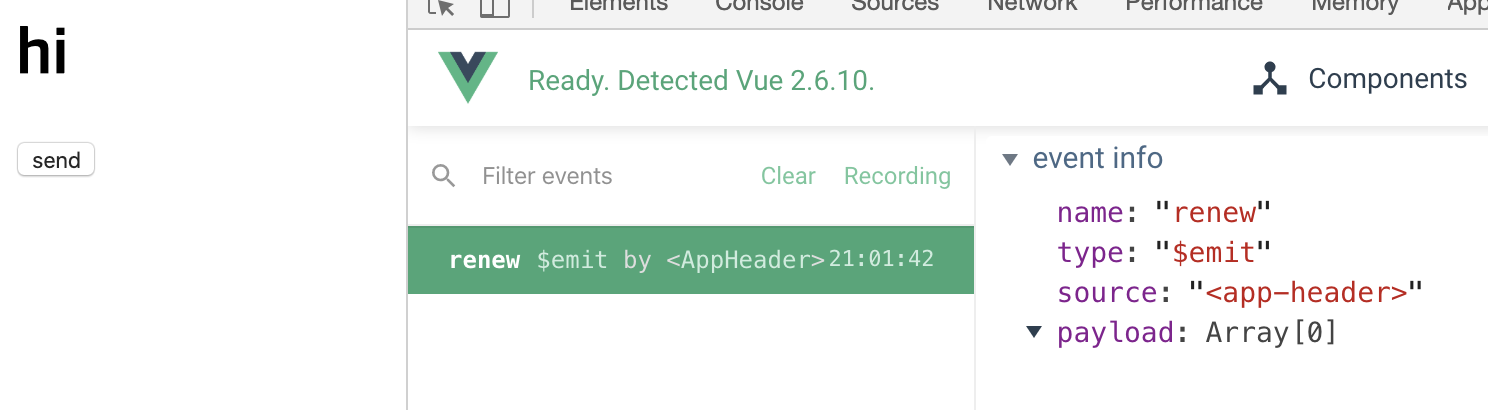 hi
send
Elements Console Sources Network Performance Memory App
Ready. Detected Vue 2.6.10.
Components
Filter events Clear Recording
renew $emit by <AppHeader> 21:01:42
event info
name: "renew"
type: "$emit"
source: "<app-header>"
payload: Array[0]